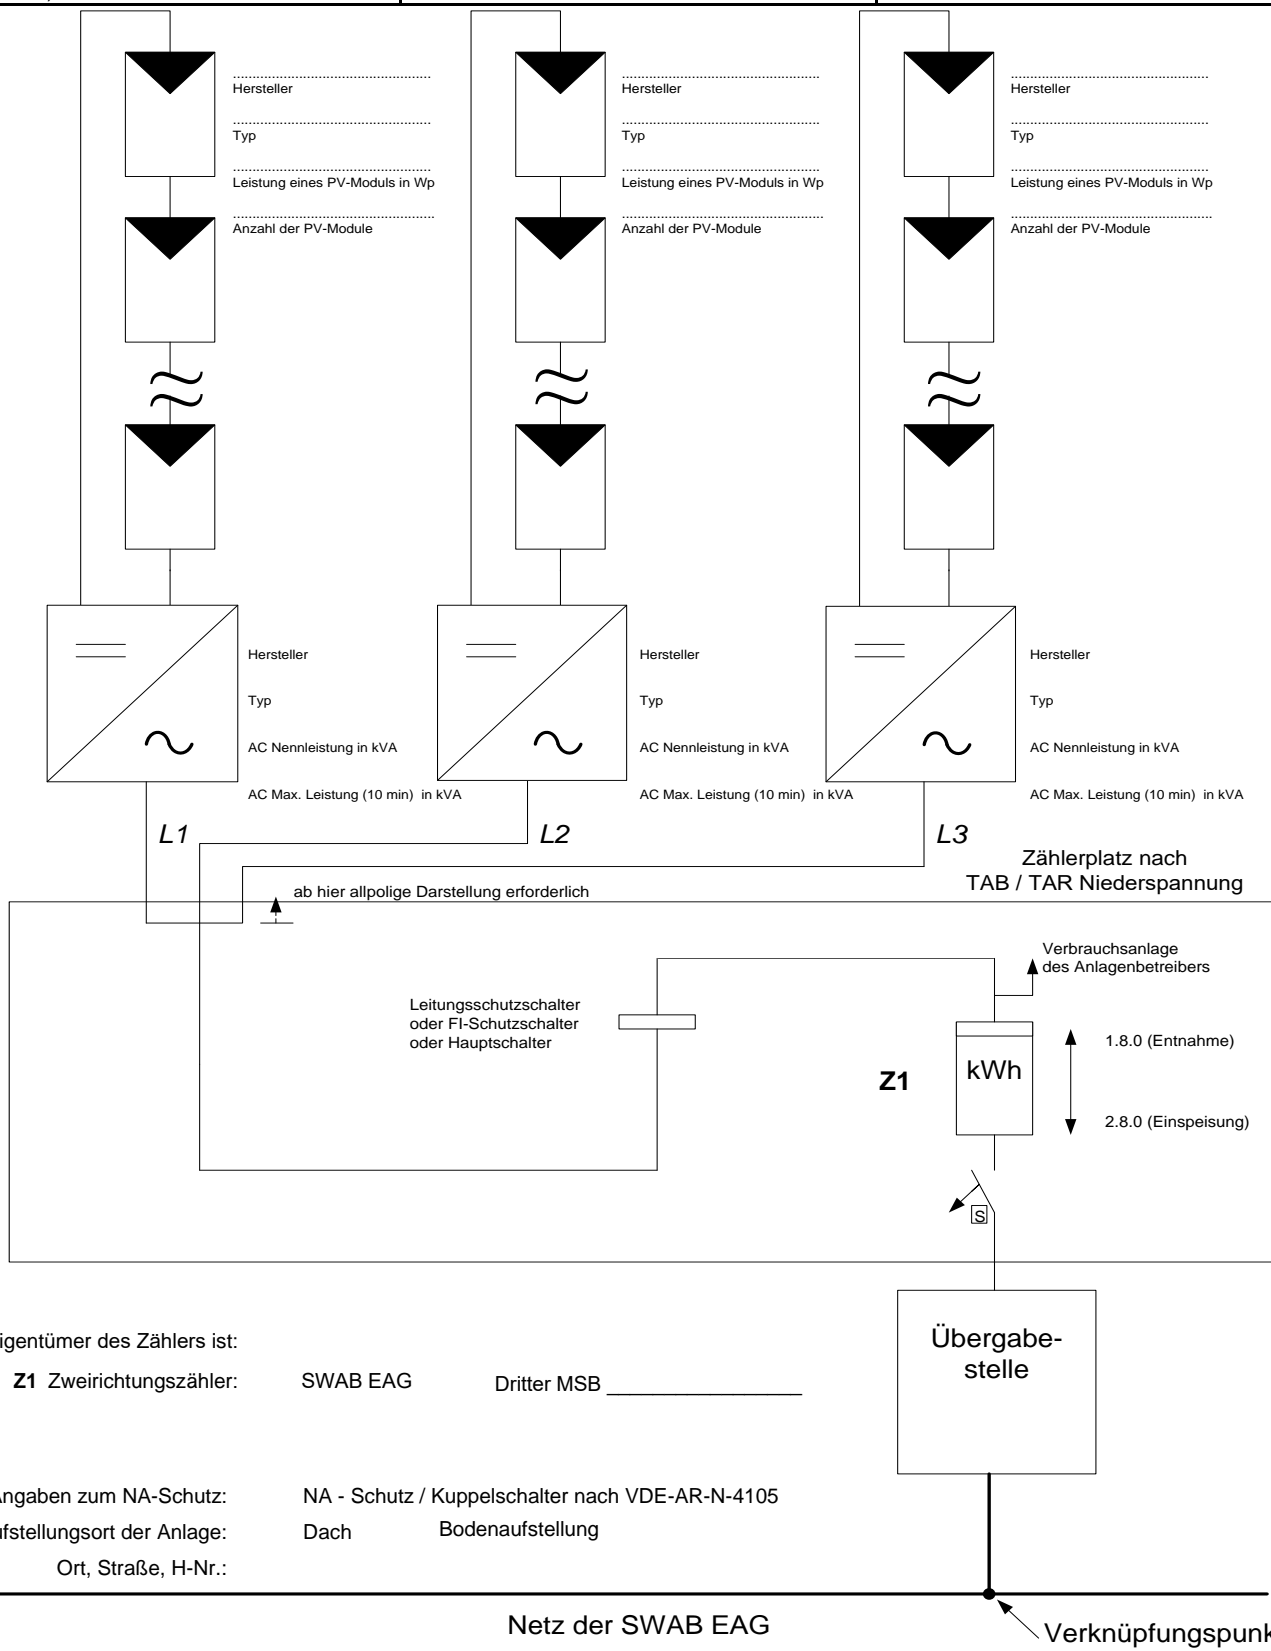 Hersteller
Typ
Leistung eines PV-Moduls in Wp
Anzahl der PV-Module
Hersteller
Typ
Leistung eines PV-Moduls in Wp
Anzahl der PV-Module
Hersteller
Typ
Leistung eines PV-Moduls in Wp
Anzahl der PV-Module
Hersteller
Typ
AC Nennleistung in kVA
AC Max. Leistung (10 min) in kVA
Hersteller
Typ
AC Nennleistung in kVA
AC Max. Leistung (10 min) in kVA
Hersteller
Typ
AC Nennleistung in kVA
AC Max. Leistung (10 min) in kVA
L1
L2
L3
Zählerplatz nach
TAB / TAR Niederspannung
ab hier allpolige Darstellung erforderlich
Verbrauchsanlage
des Anlagenbetreibers
Leitungsschutzschalter
oder FI-Schutzschalter
oder Hauptschalter
Z1
kWh
1.8.0 (Entnahme)
2.8.0 (Einspeisung)
S
Übergabe-
stelle
igentümer des Zählers ist:
Z1 Zweirichtungszähler: SWAB EAG Dritter MSB __________________
Angaben zum NA-Schutz: NA - Schutz / Kuppelschalter nach VDE-AR-N-4105
ufstellungsort der Anlage: Dach Bodenaufstellung
Ort, Straße, H-Nr.:
Netz der SWAB EAG
Verknüpfungspunk